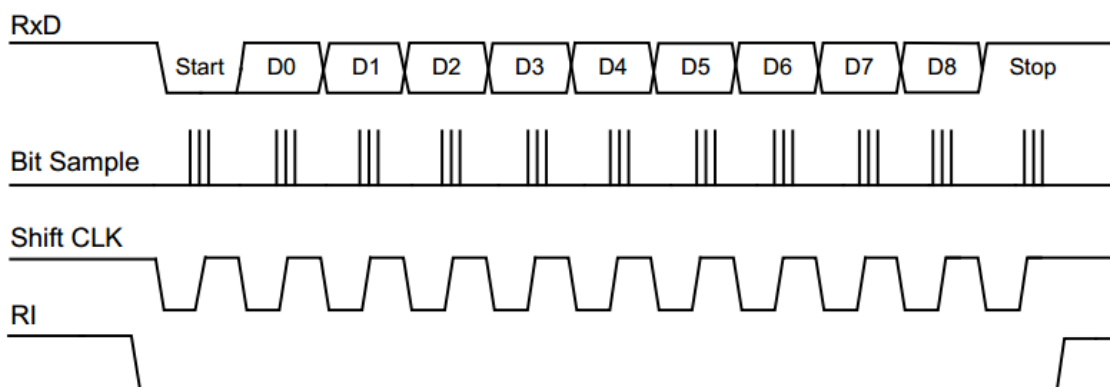 RxD
Start D0 D1 D2 D3 D4 D5 D6 D7 D8 Stop
Bit Sample
Shift CLK
RI